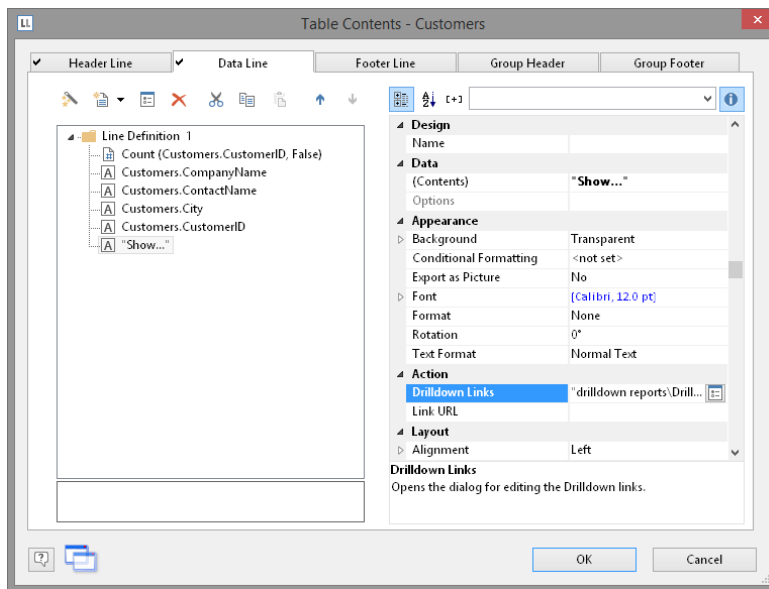 LL
Table Contents - Customers
Header Line
Data Line
Footer Line
Group Header
Group Footer
Line Definition 1
Count (Customers.CustomerID, False)
A Customers.CompanyName
A Customers.ContactName
A Customers.City
A Customers.CustomerID
A "Show..."
A Z [+]
Design
Name
Data
(Contents) "Show..."
Options
Appearance
Background Transparent
Conditional Formatting <not set>
Export as Picture No
Font [Calibri, 12.0 pt]
Format None
Rotation 0°
Text Format Normal Text
Action
Drilldown Links "drilldown reports\Drill...
Link URL
Layout
Alignment Left
Drilldown Links
Opens the dialog for editing the Drilldown links.
OK
Cancel